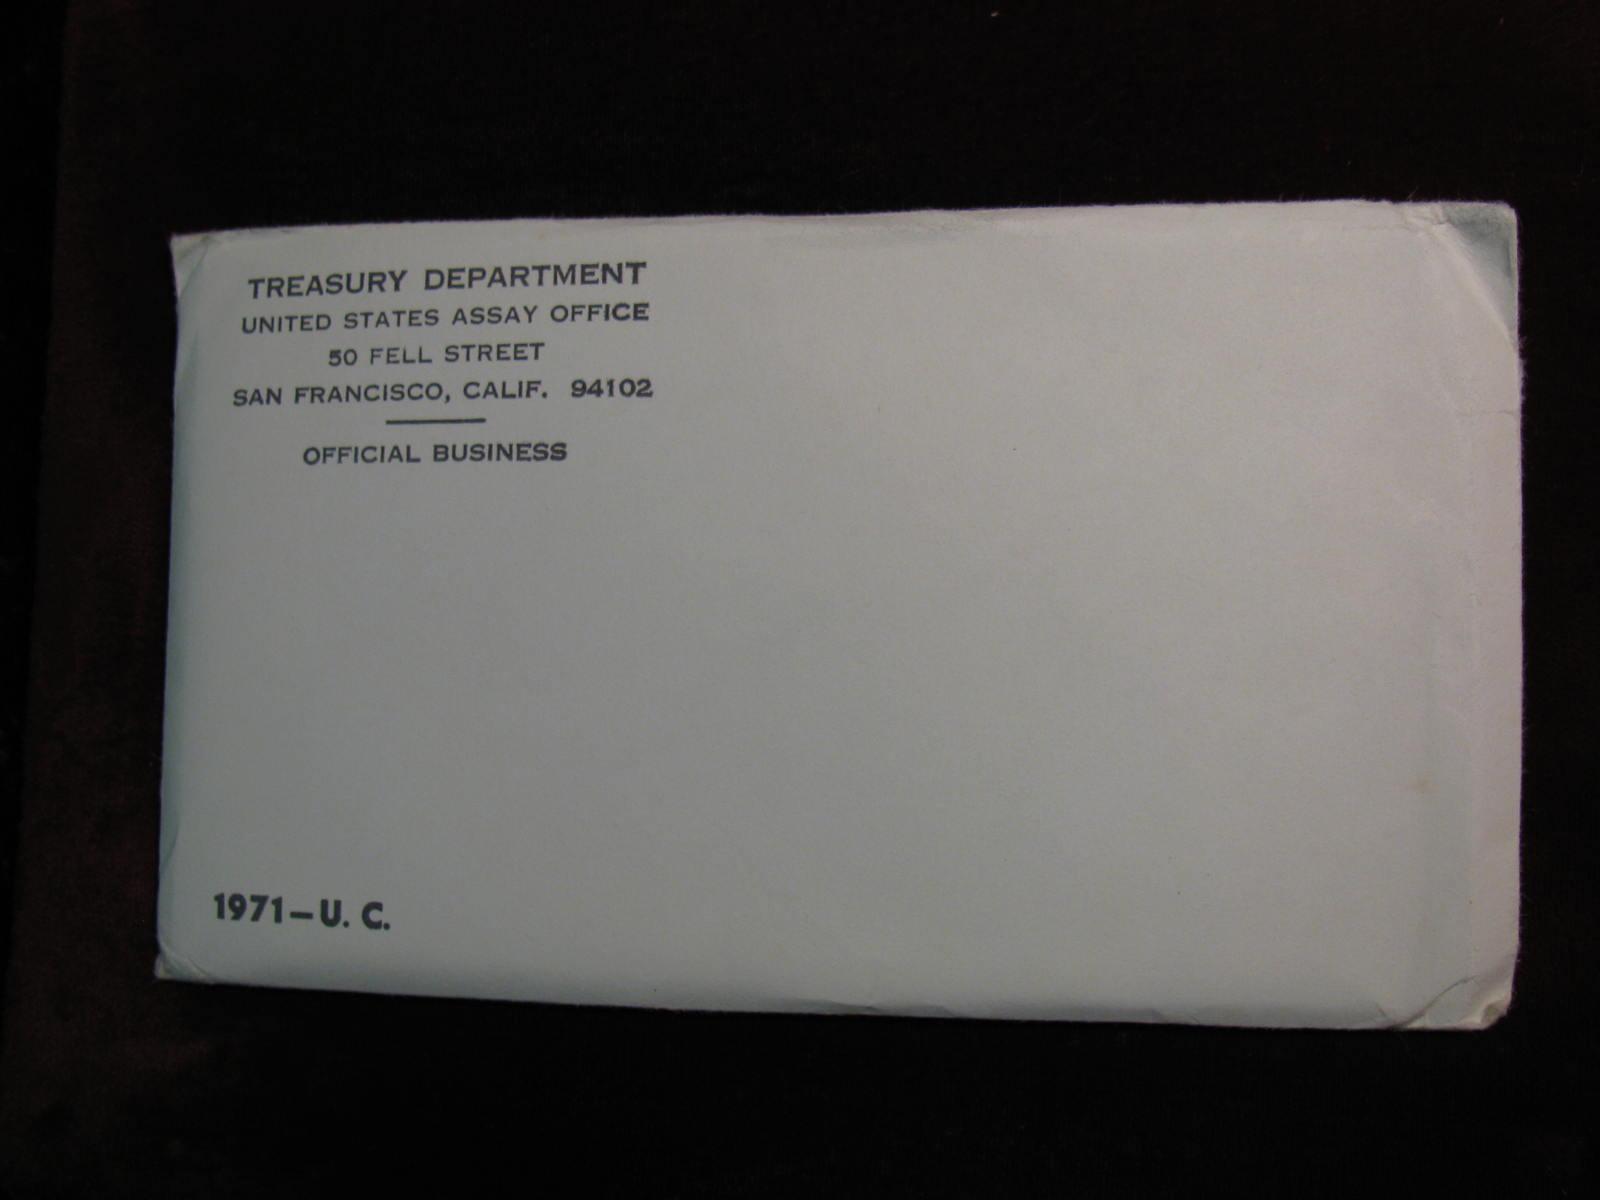 TREASURY DEPARTMENT
UNITED STATES ASSAY OFFICE
50 FELL STREET
SAN FRANCISCO, CALIF. 94102
OFFICIAL BUSINESS
1971-U. C.